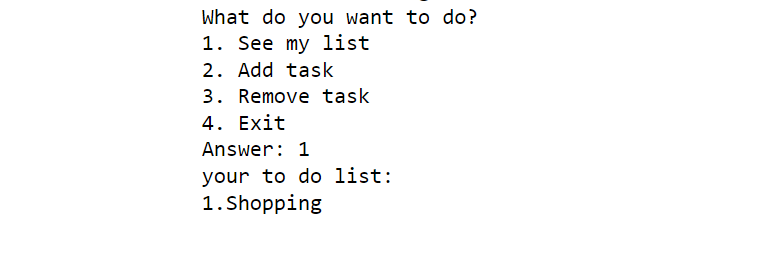 What do you want to do?
1. See my list
2. Add task
3. Remove task
4. Exit
Answer: 1
your to do list:
1.Shopping